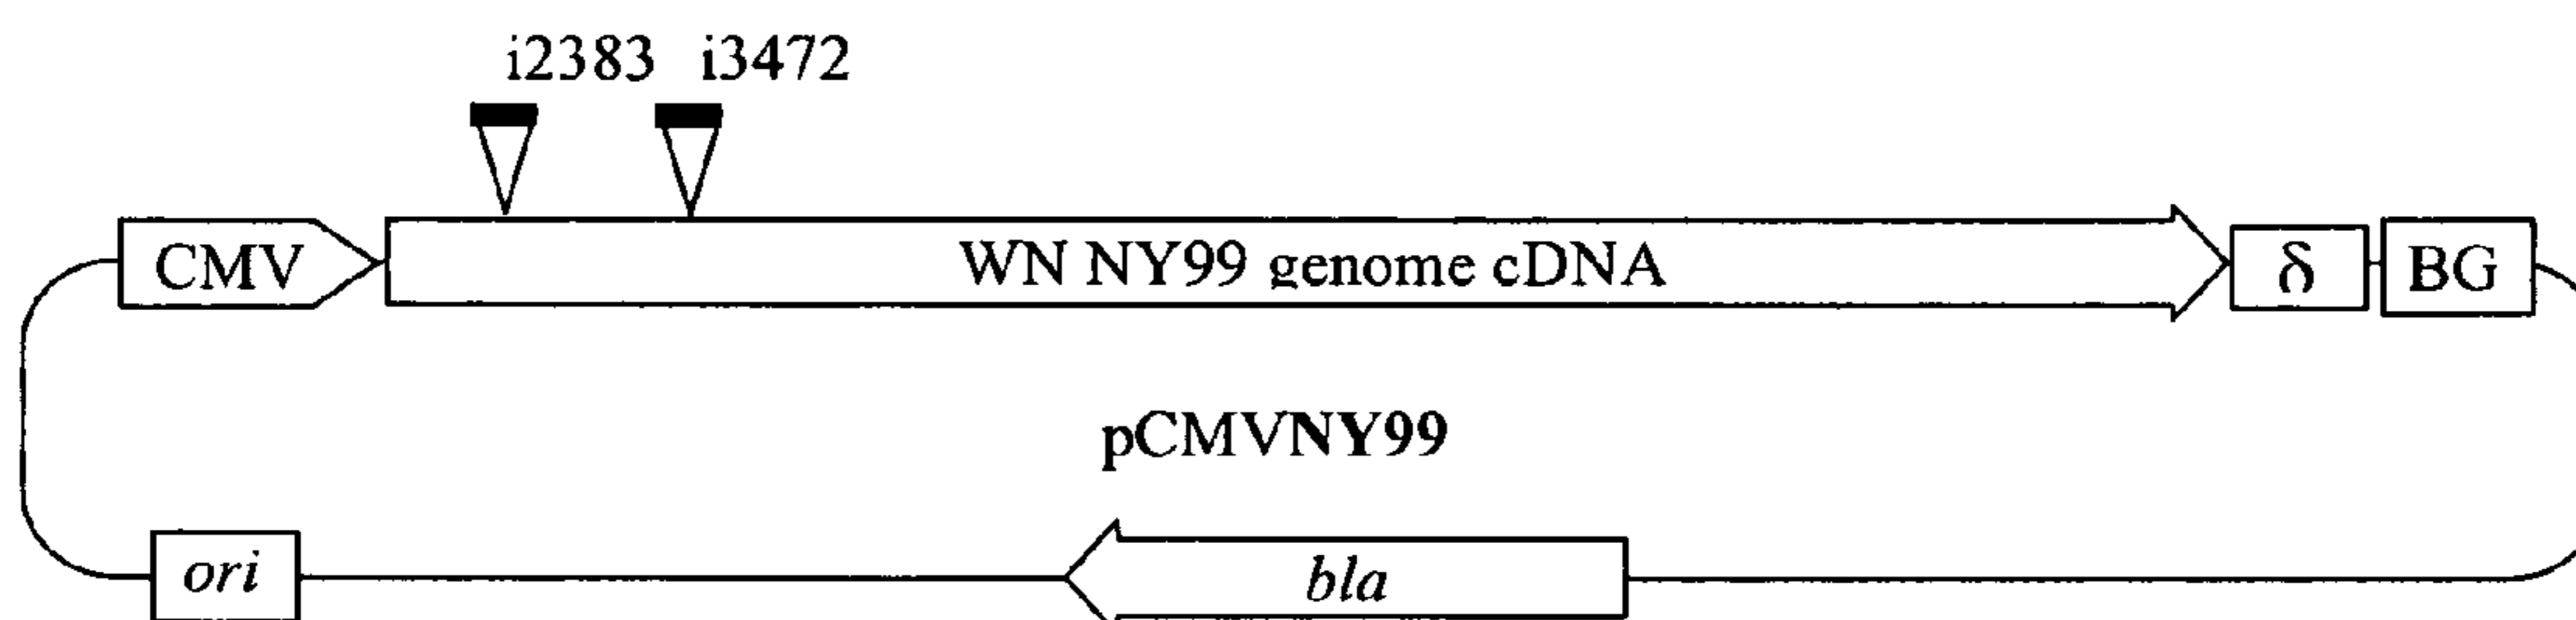 i2383 i3472
CMV WN NY99 genome cDNA δ BG
pCMVNY99
ori bla